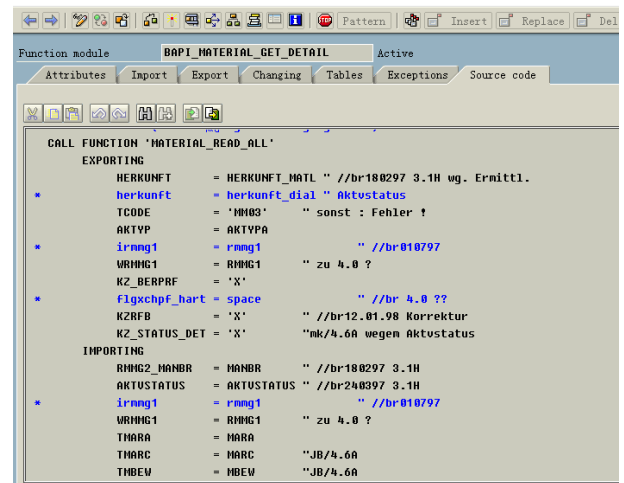 Pattern Insert Replace Del
Function module BAPI_MATERIAL_GET_DETAIL Active
Attributes Import Export Changing Tables Exceptions Source code
CALL FUNCTION 'MATERIAL_READ_ALL'
EXPORTING
HERKUNFT = HERKUNFT_MATL " //br180297 3.1H wg. Ermittl.
* herkunft = herkunft_dial " Aktvstatus
TCODE = 'MM03' " sonst : Fehler !
AKTYP = AKTYPA
* irmmg1 = rmmg1 " //br010797
WRMMG1 = RMMG1 " zu 4.0 ?
KZ_BERPRF = 'X'
* flgxchpf_hart = space " //br 4.0 ??
KZRFB = 'X' " //br12.01.98 Korrektur
KZ_STATUS_DET = 'X' "mk/4.6A wegem Aktvstatus
IMPORTING
RMMG2_MANBR = MANBR " //br180297 3.1H
AKTVSTATUS = AKTVSTATUS " //br240397 3.1H
* irmmg1 = rmmg1 " //br010797
WRMMG1 = RMMG1 " zu 4.0 ?
TMARA = MARA
TMARC = MARC "JB/4.6A
TMBEW = MBEW "JB/4.6A